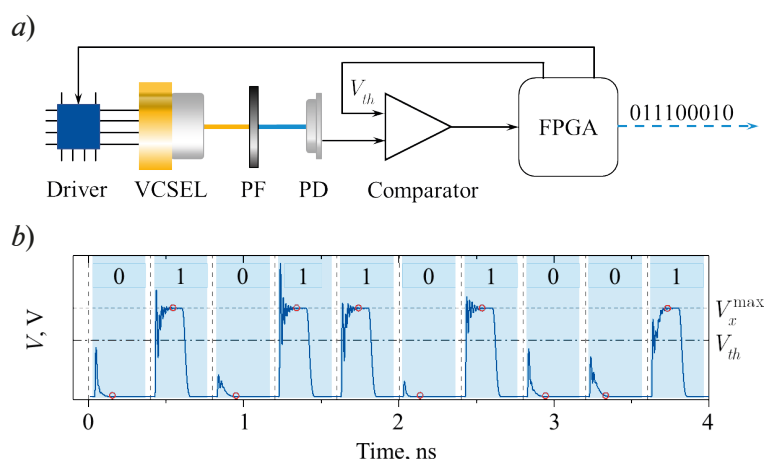 a)
V_th
011100010
FPGA
Driver
VCSEL
PF
PD
Comparator
b)
0 1 0 1 1 0 1 0 0 1
V, V
V_x^max
V_th
0 1 2 3 4
Time, ns